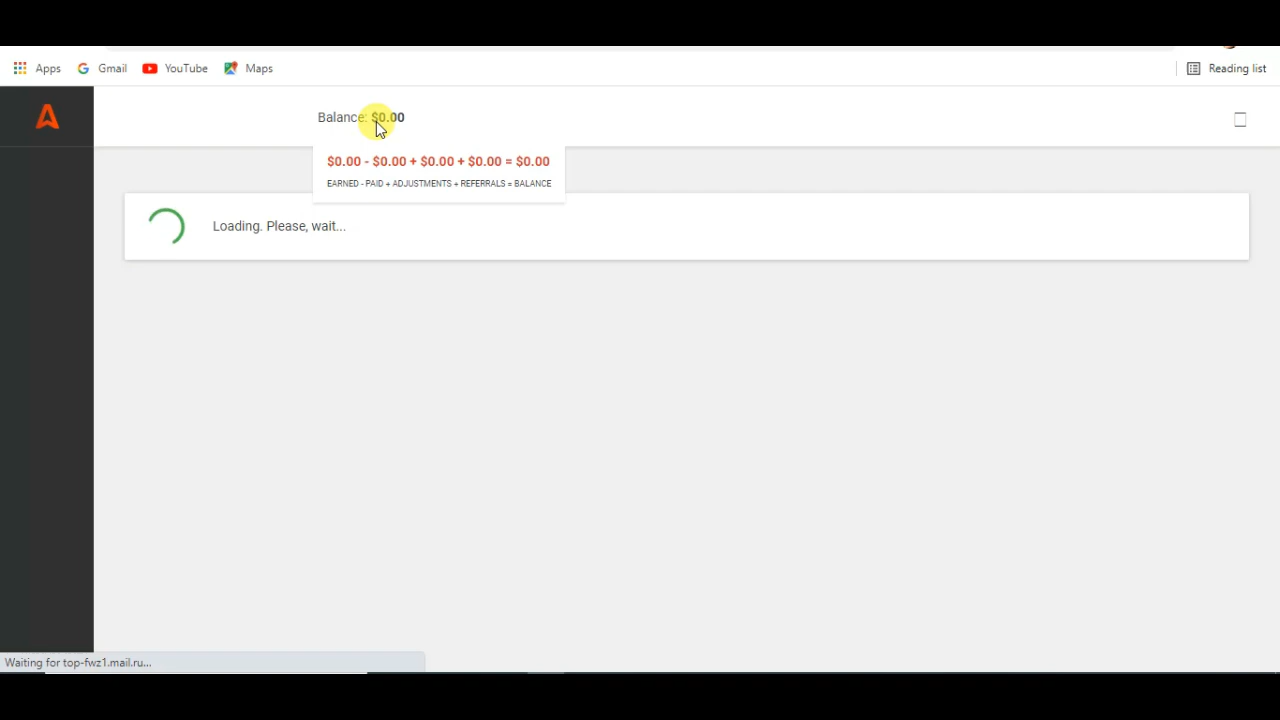 Apps Gmail YouTube Maps Reading list
Balance: $0.00
$0.00 - $0.00 + $0.00 + $0.00 = $0.00
EARNED - PAID + ADJUSTMENTS + REFERRALS = BALANCE
Loading. Please, wait...
Waiting for top-fwz1.mail.ru...